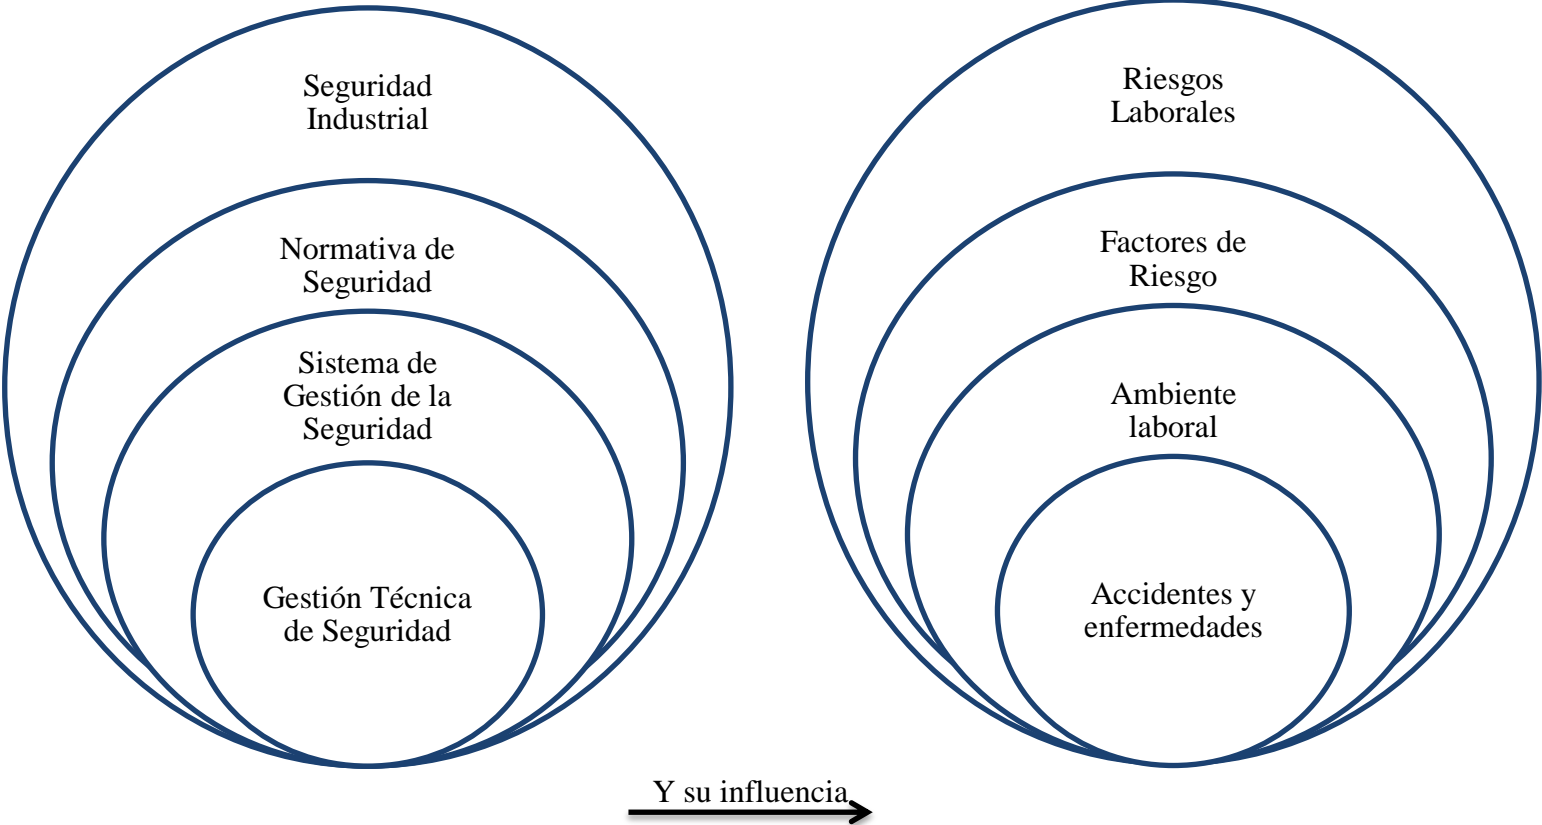 Seguridad
Industrial
Normativa de
Seguridad
Sistema de
Gestión de la
Seguridad
Gestión Técnica
de Seguridad
Riesgos
Laborales
Factores de
Riesgo
Ambiente
laboral
Accidentes y
enfermedades
Y su influencia